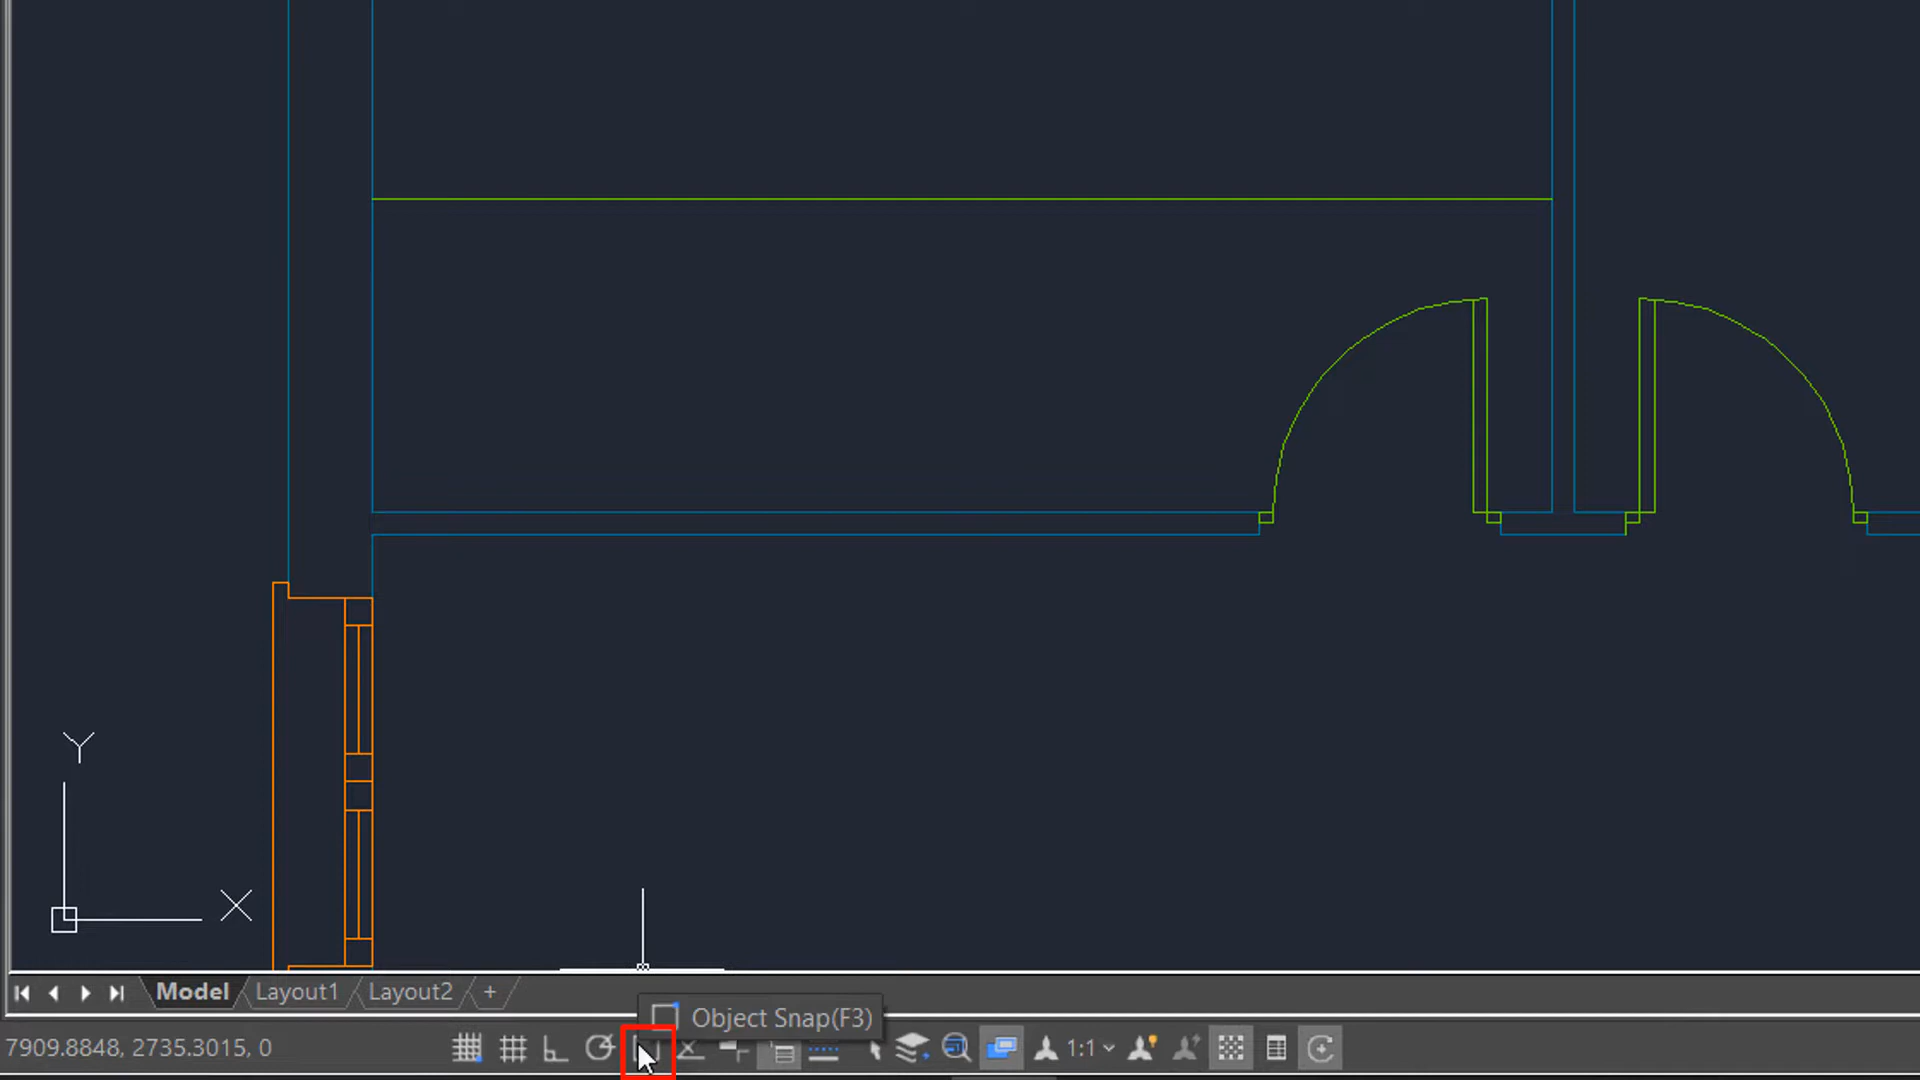 Y
X
Model Layout1 Layout2 +
Object Snap(F3)
7909.8848, 2735.3015, 0 1:1